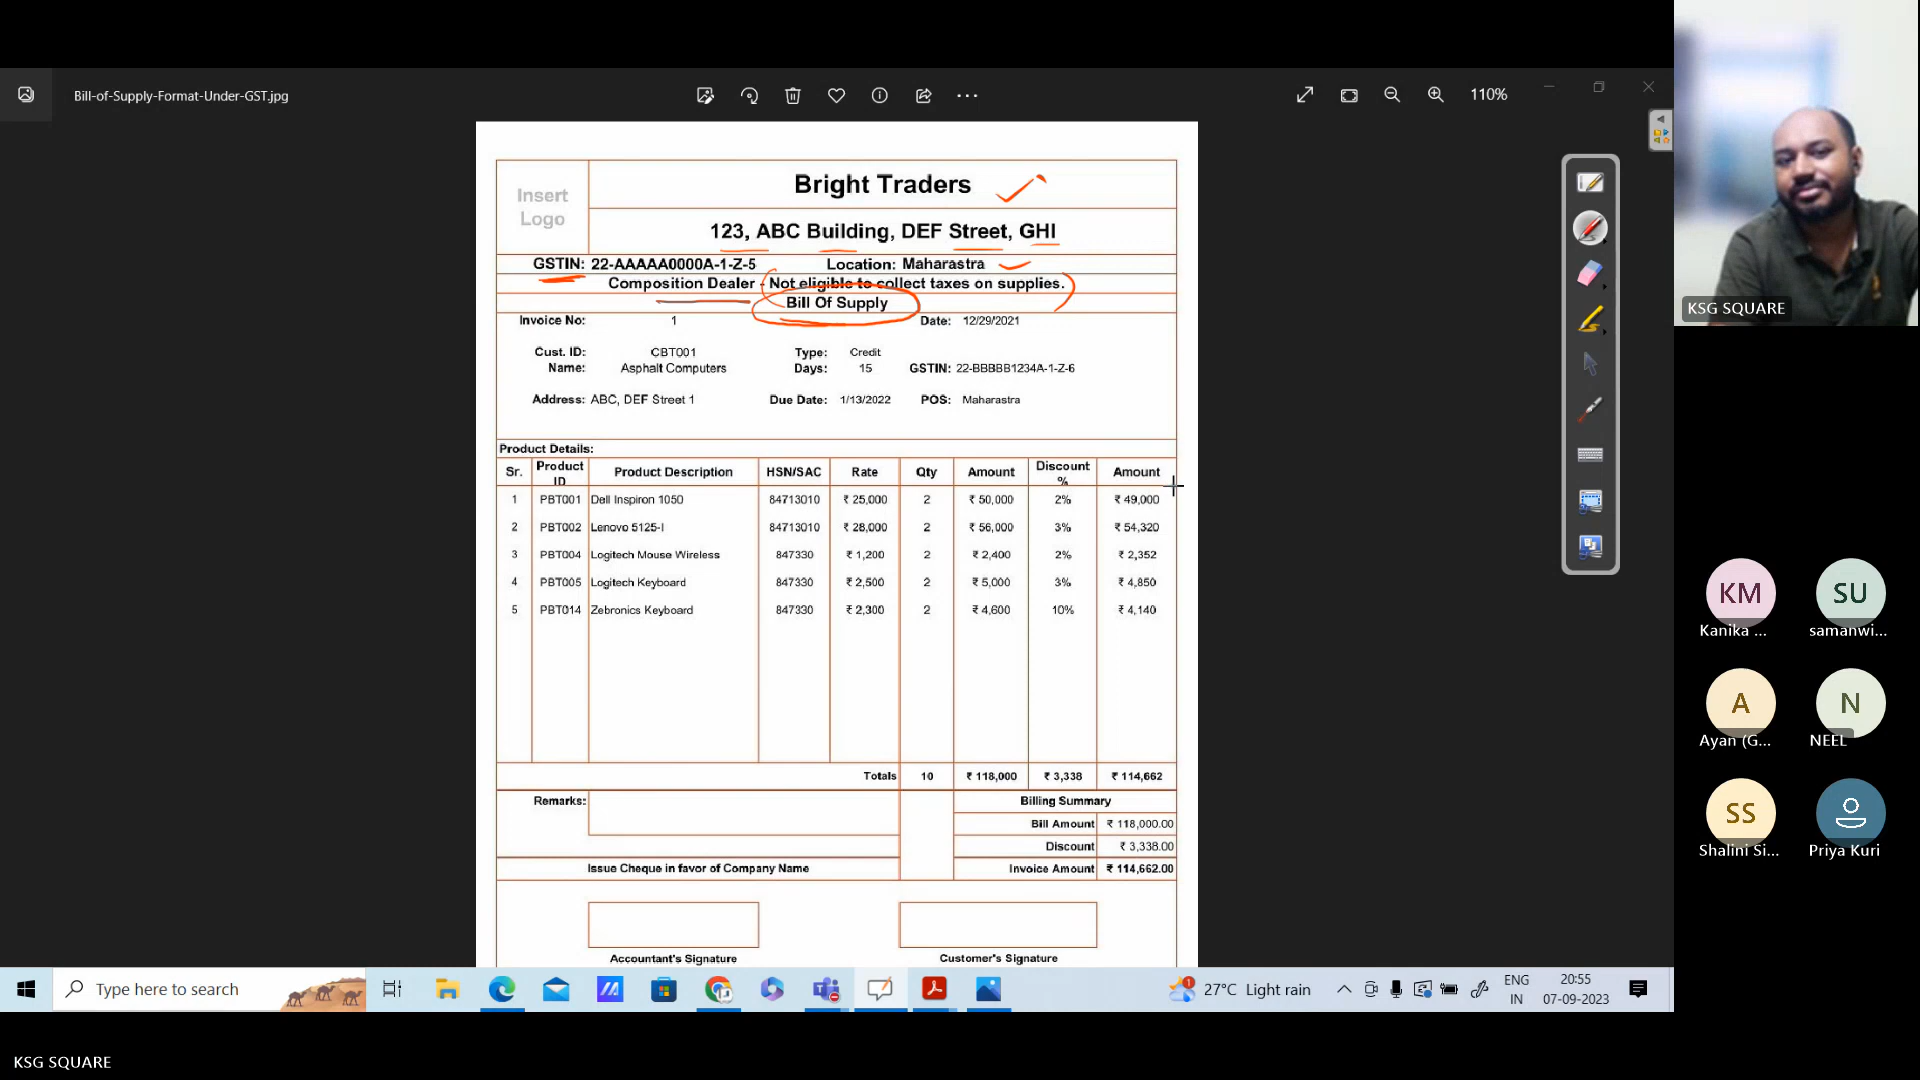 Bill-of-Supply-Format-Under-GST.jpg
110%
Insert
Logo
Bright Traders
123, ABC Building, DEF Street, GHI
GSTIN: 22-AAAAA0000A-1-Z-5 Location: Maharastra
Composition Dealer - Not eligible to collect taxes on supplies.
Bill Of Supply
Invoice No: 1 Date: 12/29/2021
Cust. ID: CBT001 Type: Credit
Name: Asphalt Computers Days: 15 GSTIN: 22-BBBBB1234A-1-Z-6
Address: ABC, DEF Street 1 Due Date: 1/13/2022 POS: Maharastra
Product Details:
Sr. Product ID Product Description HSN/SAC Rate Qty Amount Discount % Amount
1 PBT001 Dell Inspiron 1050 84713010 ₹ 25,000 2 ₹ 50,000 2% ₹ 49,000
2 PBT002 Lenovo 5125-I 84713010 ₹ 28,000 2 ₹ 56,000 3% ₹ 54,320
3 PBT004 Logitech Mouse Wireless 847330 ₹ 1,200 2 ₹ 2,400 2% ₹ 2,352
4 PBT005 Logitech Keyboard 847330 ₹ 2,500 2 ₹ 5,000 3% ₹ 4,850
5 PBT014 Zebronics Keyboard 847330 ₹ 2,300 2 ₹ 4,600 10% ₹ 4,140
Totals 10 ₹ 118,000 ₹ 3,338 ₹ 114,662
Remarks: Billing Summary
Bill Amount ₹ 118,000.00
Discount ₹ 3,338.00
Issue Cheque in favor of Company Name Invoice Amount ₹ 114,662.00
Accountant's Signature Customer's Signature
KSG SQUARE
KM SU
Kanika ... samanwi...
A N
Ayan (G... NEEL
SS
Shalini Si... Priya Kuri
Type here to search
27°C Light rain
ENG
IN
20:55
07-09-2023
KSG SQUARE